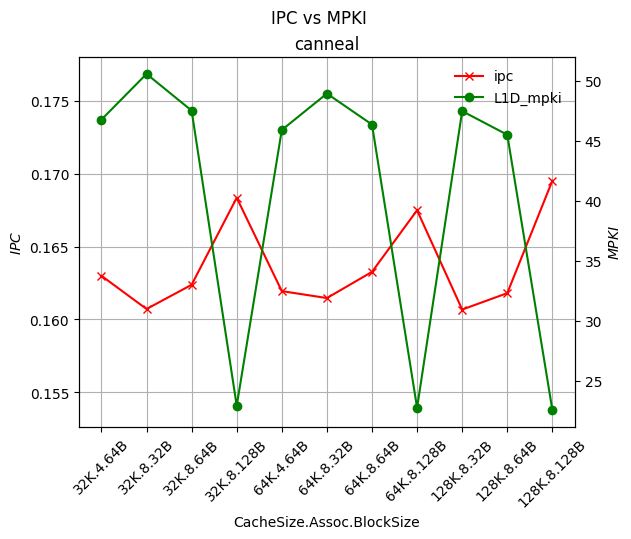 IPC vs MPKI
canneal
ipc
L1D_mpki
0.175
0.170
0.165
0.160
0.155
IPC
50
45
40
35
30
25
MPKI
32K.4.64B
32K.8.32B
32K.8.64B
32K.8.128B
64K.4.64B
64K.8.32B
64K.8.64B
64K.8.128B
128K.8.32B
128K.8.64B
128K.8.128B
CacheSize.Assoc.BlockSize